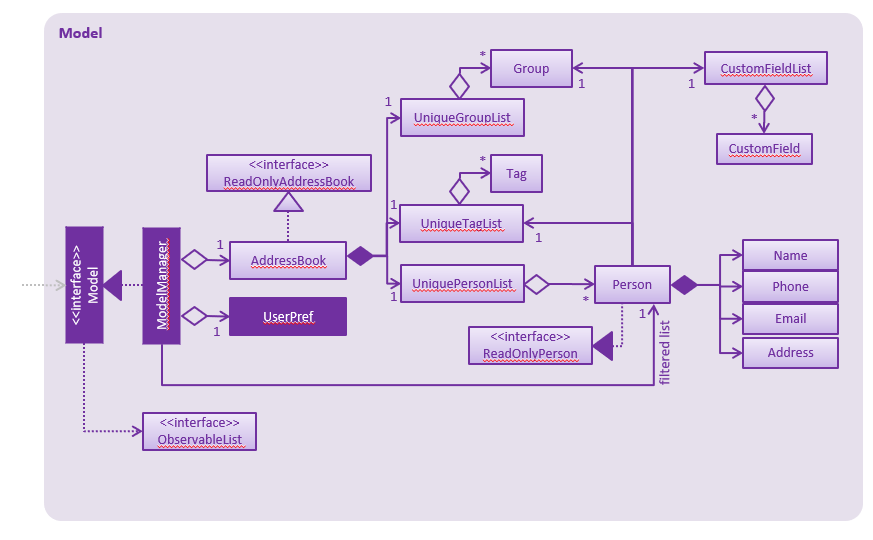 Model
*
Group
1
1
CustomFieldList
1
UniqueGroupList
*
CustomField
<<interface>>
ReadOnlyAddressBook
*
Tag
1
UniqueTagList
1
<<interface>>
Model
ModelManager
1
AddressBook
1
UniquePersonList
*
Person
1
Name
Phone
Email
Address
1
UserPref
<<interface>>
ReadOnlyPerson
filtered list
<<interface>>
ObservableList